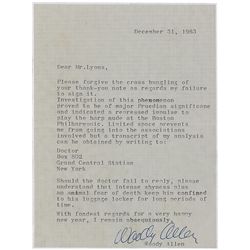 December 31, 1963
Dear Mr.Lyons,
Please forgive the crass bungling of
your thank-you note as regards my failure
to sign it.
Investigation of this phenomenon
proved to be of major Freudian significance
and indicated a repressed impulse to
play the harp nude at the Boston
Philharmonic. Limited space prevents
me from going into the associations
involved but a transcript of my analysis
can be obtained by writing to:
Doctor
Box 802
Grand Central Station
New York
Should the doctor fail to reply, please
understand that intense shyness plus
an animal fear of death keep him confined
to his luggage locker for long periods of
time.
With fondest regards for a very happy
new year, I remain obsequiously,
Woody Allen
Woody Allen